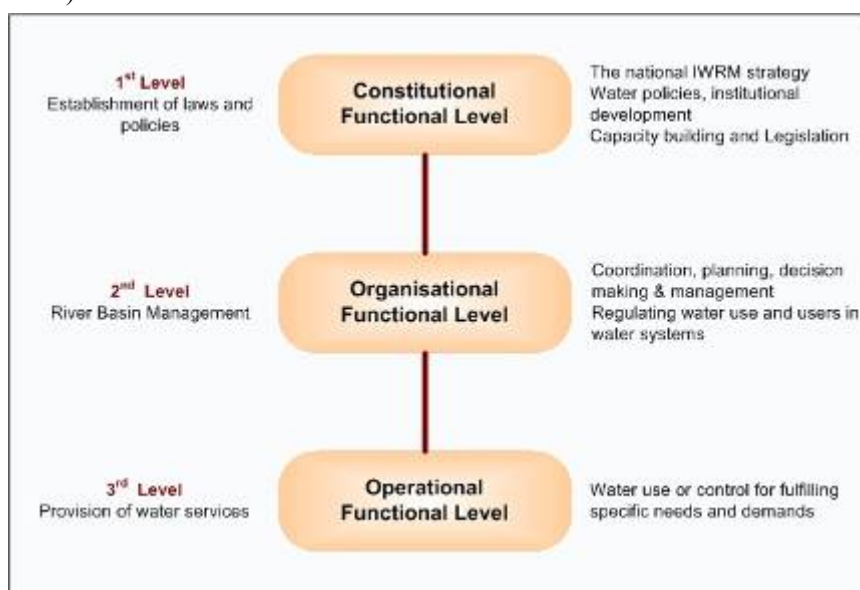 1st Level
Establishment of laws and
policies
Constitutional
Functional Level
The national IWRM strategy
Water policies, institutional
development
Capacity building and Legislation
2nd Level
River Basin Management
Organisational
Functional Level
Coordination, planning, decision
making & management
Regulating water use and users in
water systems
3rd Level
Provision of water services
Operational
Functional Level
Water use or control for fulfilling
specific needs and demands